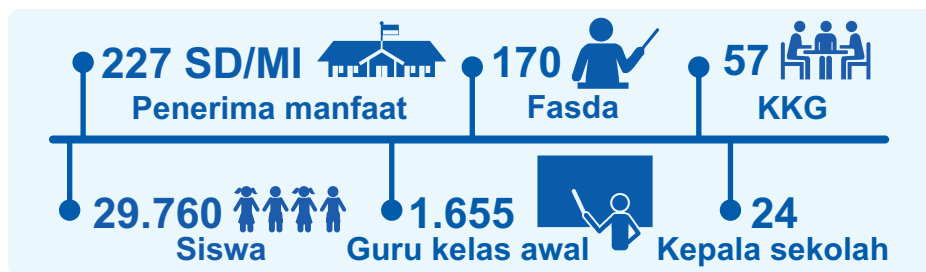 227 SD/MI
Penerima manfaat
170
Fasda
57
KKG
29.760
Siswa
1.655
Guru kelas awal
24
Kepala sekolah